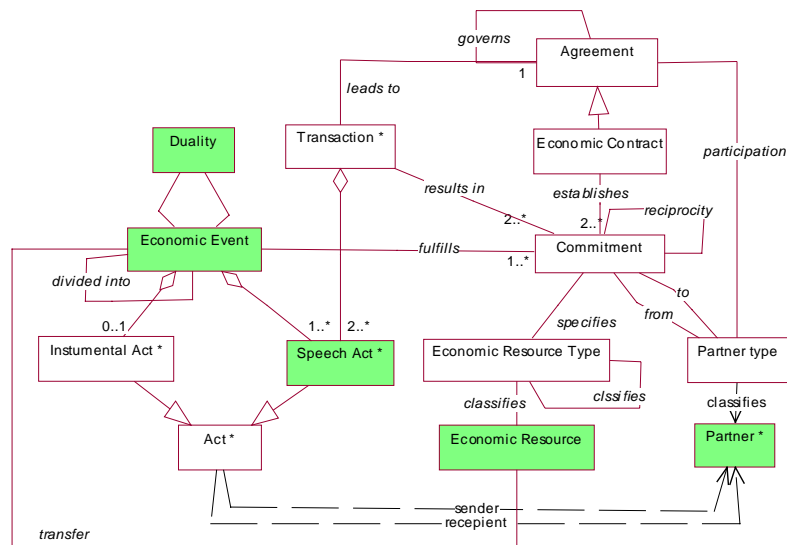 governs
Agreement
1
leads to
Duality
Transaction *
Economic Contract
participation
results in
establishes
2..*
2..*
reciprocity
Economic Event
fulfills
Commitment
1..*
divided into
to
from
0..1
1..*
2..*
specifies
Instumental Act *
Speech Act *
Economic Resource Type
Partner type
classifies
clssifies
classifies
Act *
Economic Resource
Partner *
sender
recepient
transfer